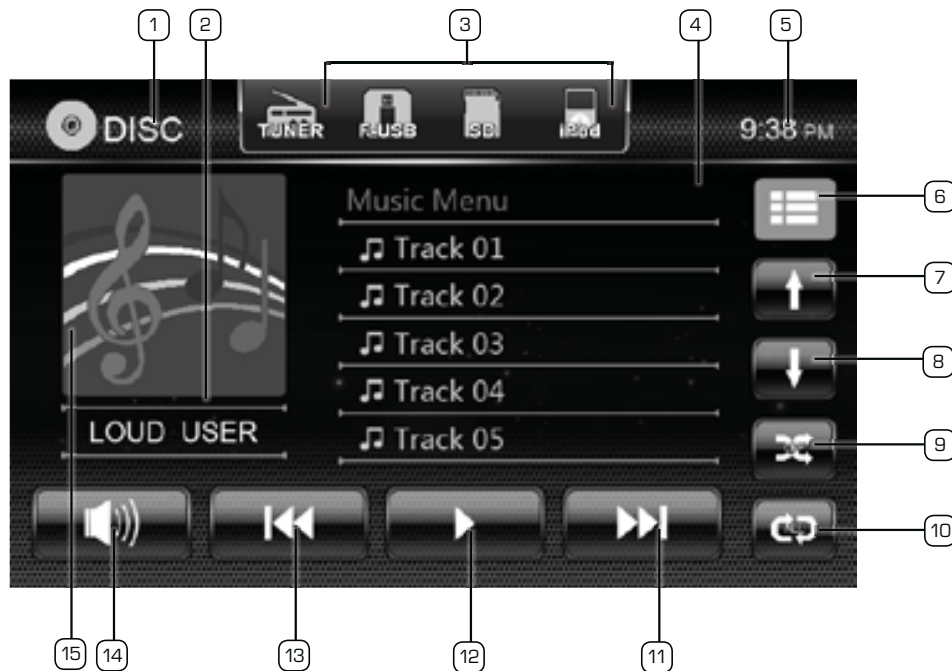 1 2 3 4 5
DISC TUNER F-USB SD iPod 9:38 PM
Music Menu
6
Track 01
7
Track 02
Track 03
8
Track 04
LOUD USER
Track 05
9
10
15 14 13 12 11